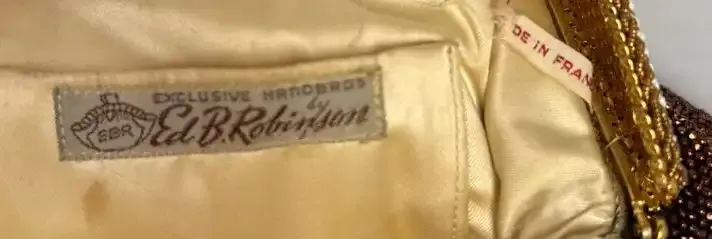 EXCLUSIVE HANDBAGS
by
EBR
Ed. B. Robinson
DE IN FRAN